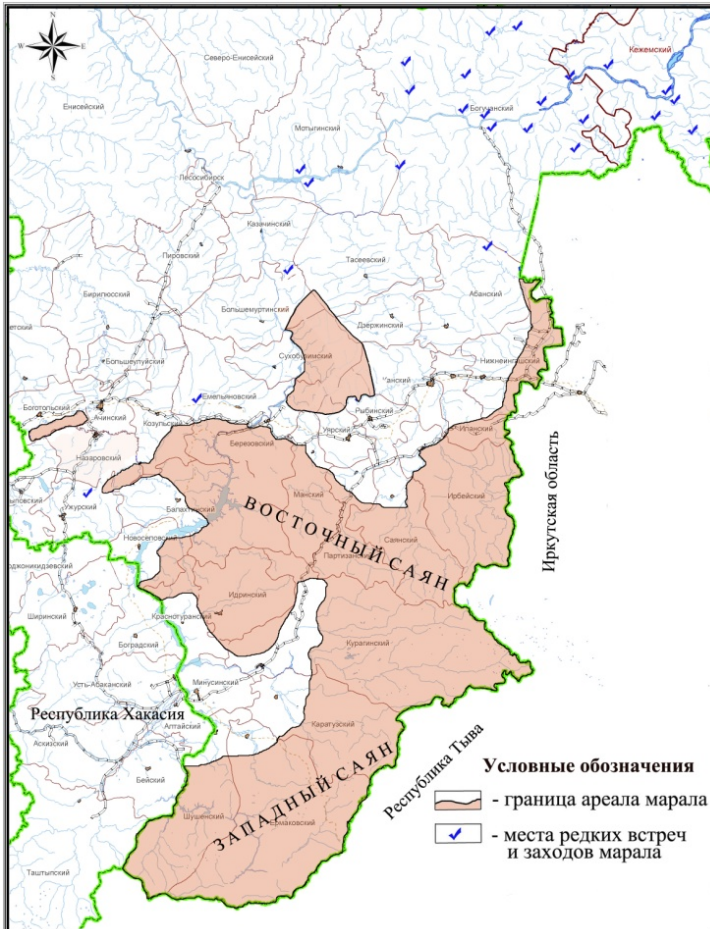 N
W
E
S
Северо-Енисейский
Кежемский
Енисейский
Богучанский
Мотыгинский
Лесосибирск
Казачинский
Тасеевский
Пировский
Абанский
Бирилюсский
Большемуртинский
Дзержинский
Нижнеингашский
Сухобузимский
Большеулуйский
Канский
Емельяновский
Боготольский
Ачинский
Козульский
Рыбинский
Уярский
Иланский
Березовский
Назаровский
Ирбейский
Манский
Ужурский
Балахтинский
ВОСТОЧНЫЙ САЯН
Саянский
Новоселовский
Партизанский
Иркутская область
Идринский
Ширинский
Краснотуранский
Курагинский
Боградский
Минусинский
Усть-Абаканский
Республика Хакасия
Каратузский
Алтайский
Аскизский
Республика Тыва
Бейский
ЗАПАДНЫЙ САЯН
Шушенский
Ермаковский
Таштыпский
Условные обозначения
- граница ареала марала
- места редких встреч
и заходов марала